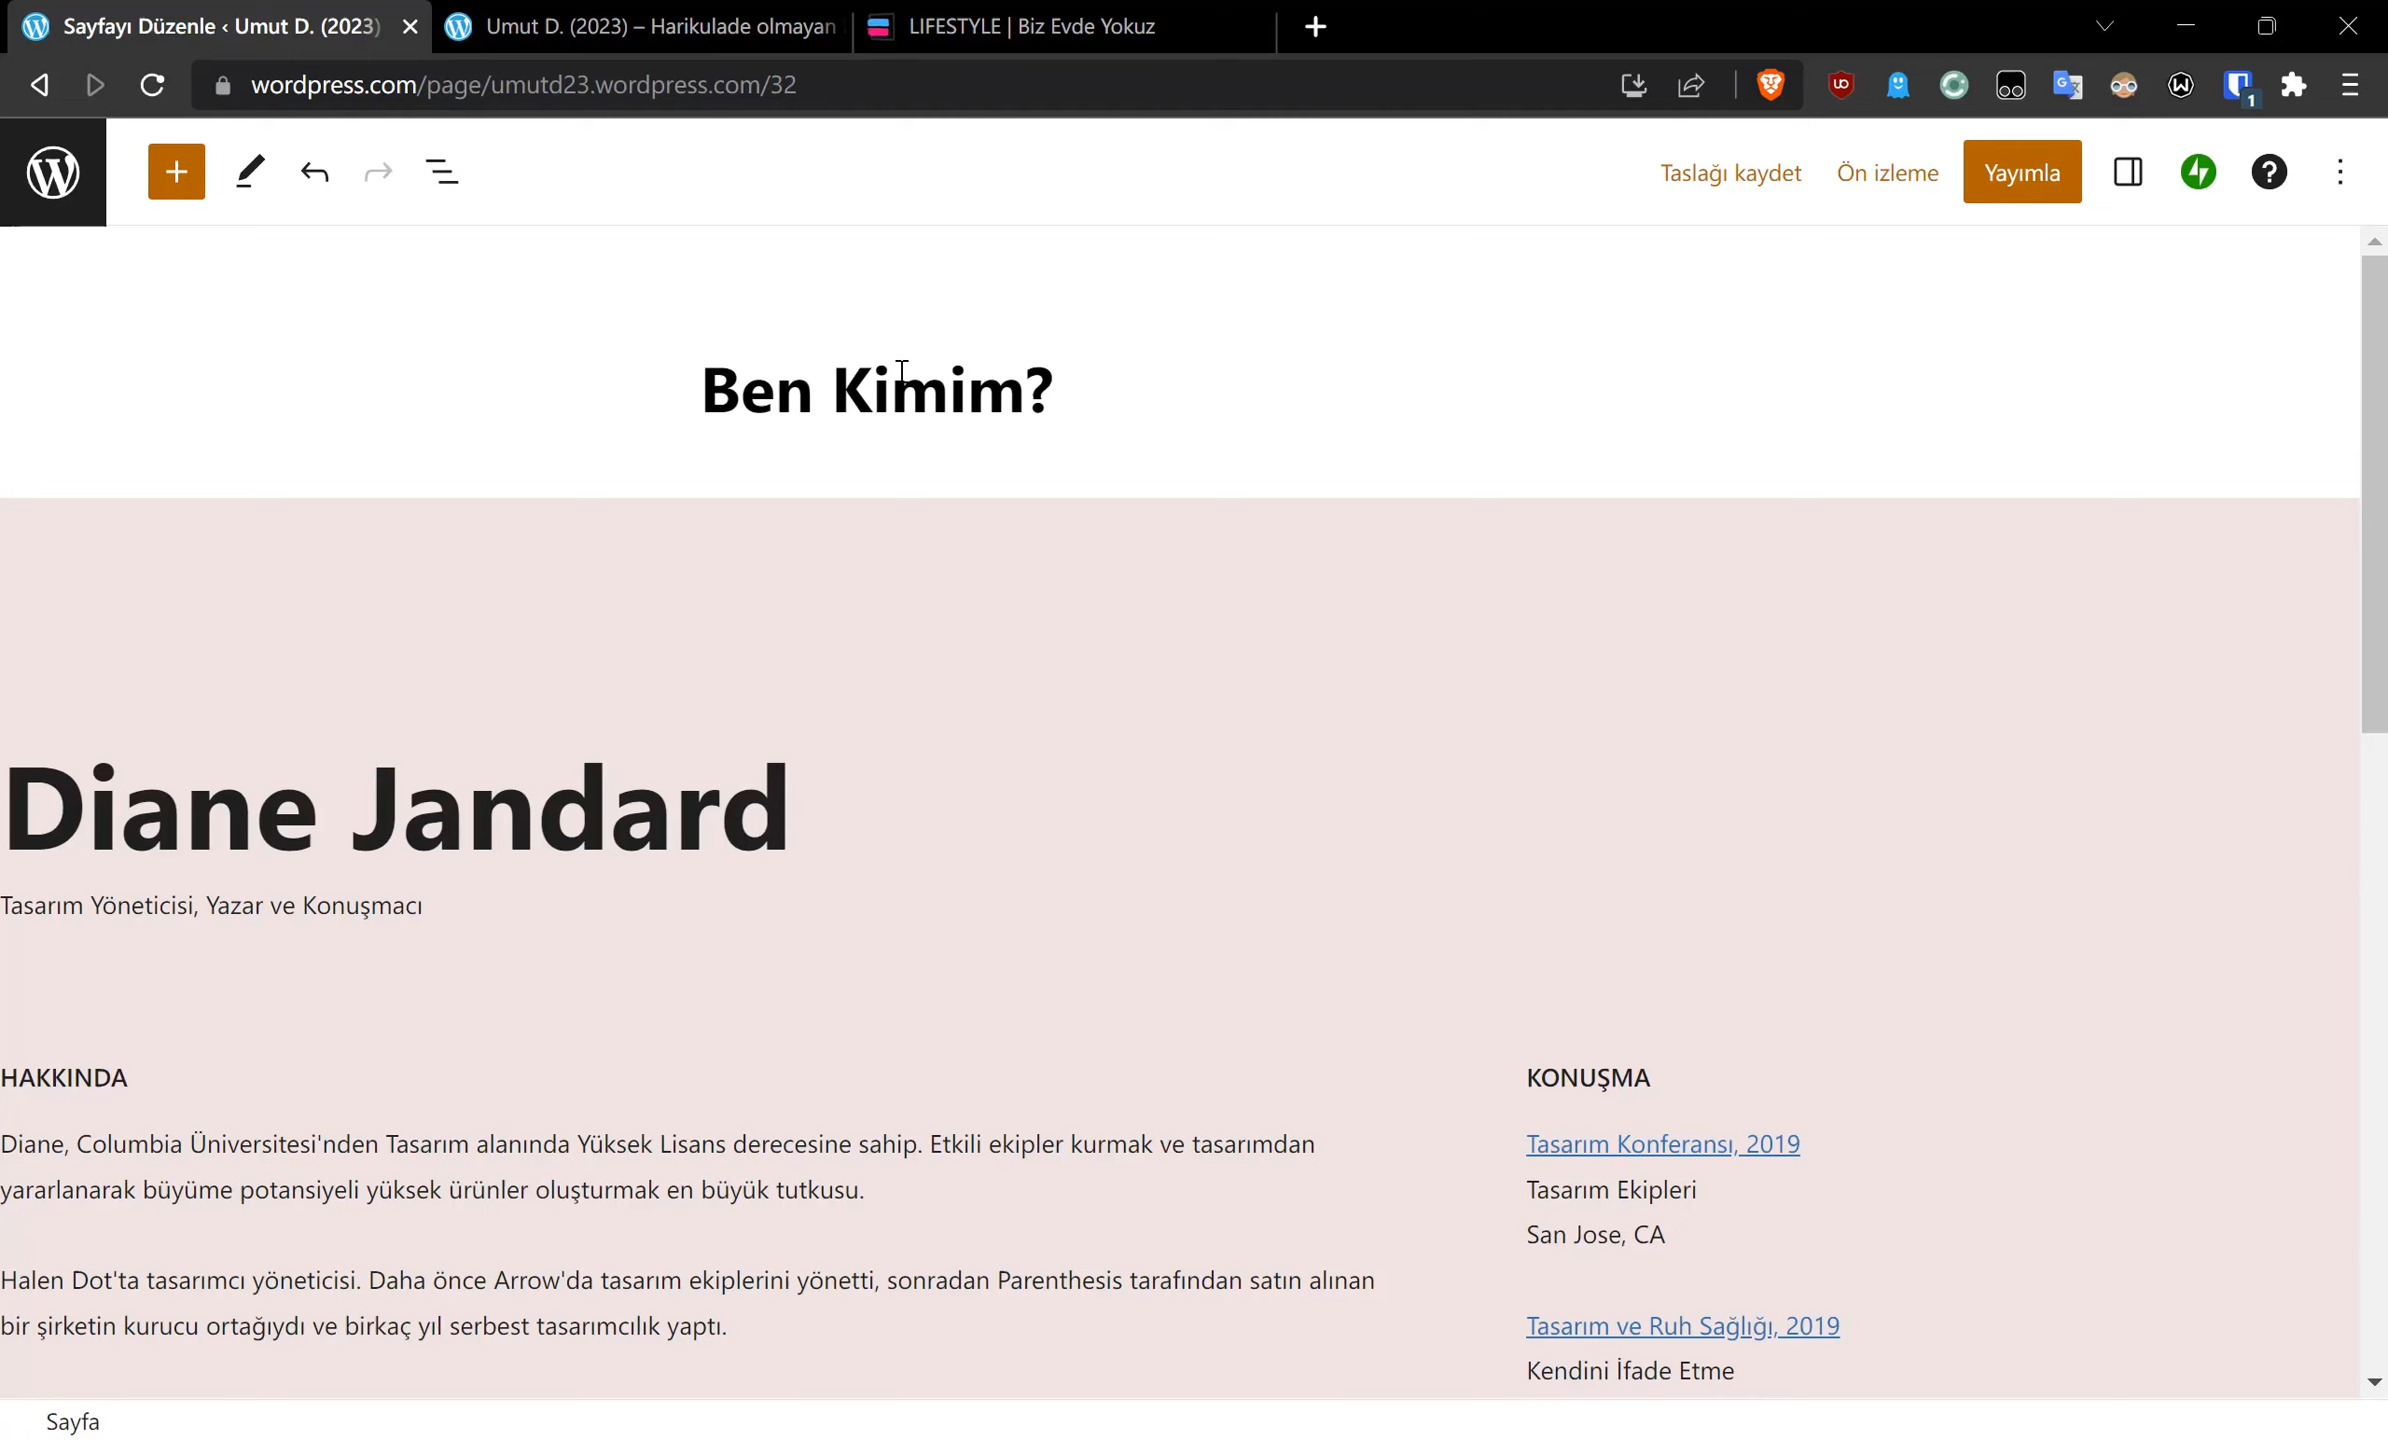 Sayfayı Düzenle ‹ Umut D. (2023)
Umut D. (2023) – Harikulade olmayan
LIFESTYLE | Biz Evde Yokuz
wordpress.com/page/umutd23.wordpress.com/32
1
Taslağı kaydet
Ön izleme
Yayımla
Ben Kimim?
Diane Jandard
Tasarım Yöneticisi, Yazar ve Konuşmacı
HAKKINDA
Diane, Columbia Üniversitesi'nden Tasarım alanında Yüksek Lisans derecesine sahip. Etkili ekipler kurmak ve tasarımdan
yararlanarak büyüme potansiyeli yüksek ürünler oluşturmak en büyük tutkusu.
Halen Dot'ta tasarımcı yöneticisi. Daha önce Arrow'da tasarım ekiplerini yönetti, sonradan Parenthesis tarafından satın alınan
bir şirketin kurucu ortağıydı ve birkaç yıl serbest tasarımcılık yaptı.
KONUŞMA
Tasarım Konferansı, 2019
Tasarım Ekipleri
San Jose, CA
Tasarım ve Ruh Sağlığı, 2019
Kendini İfade Etme
Sayfa